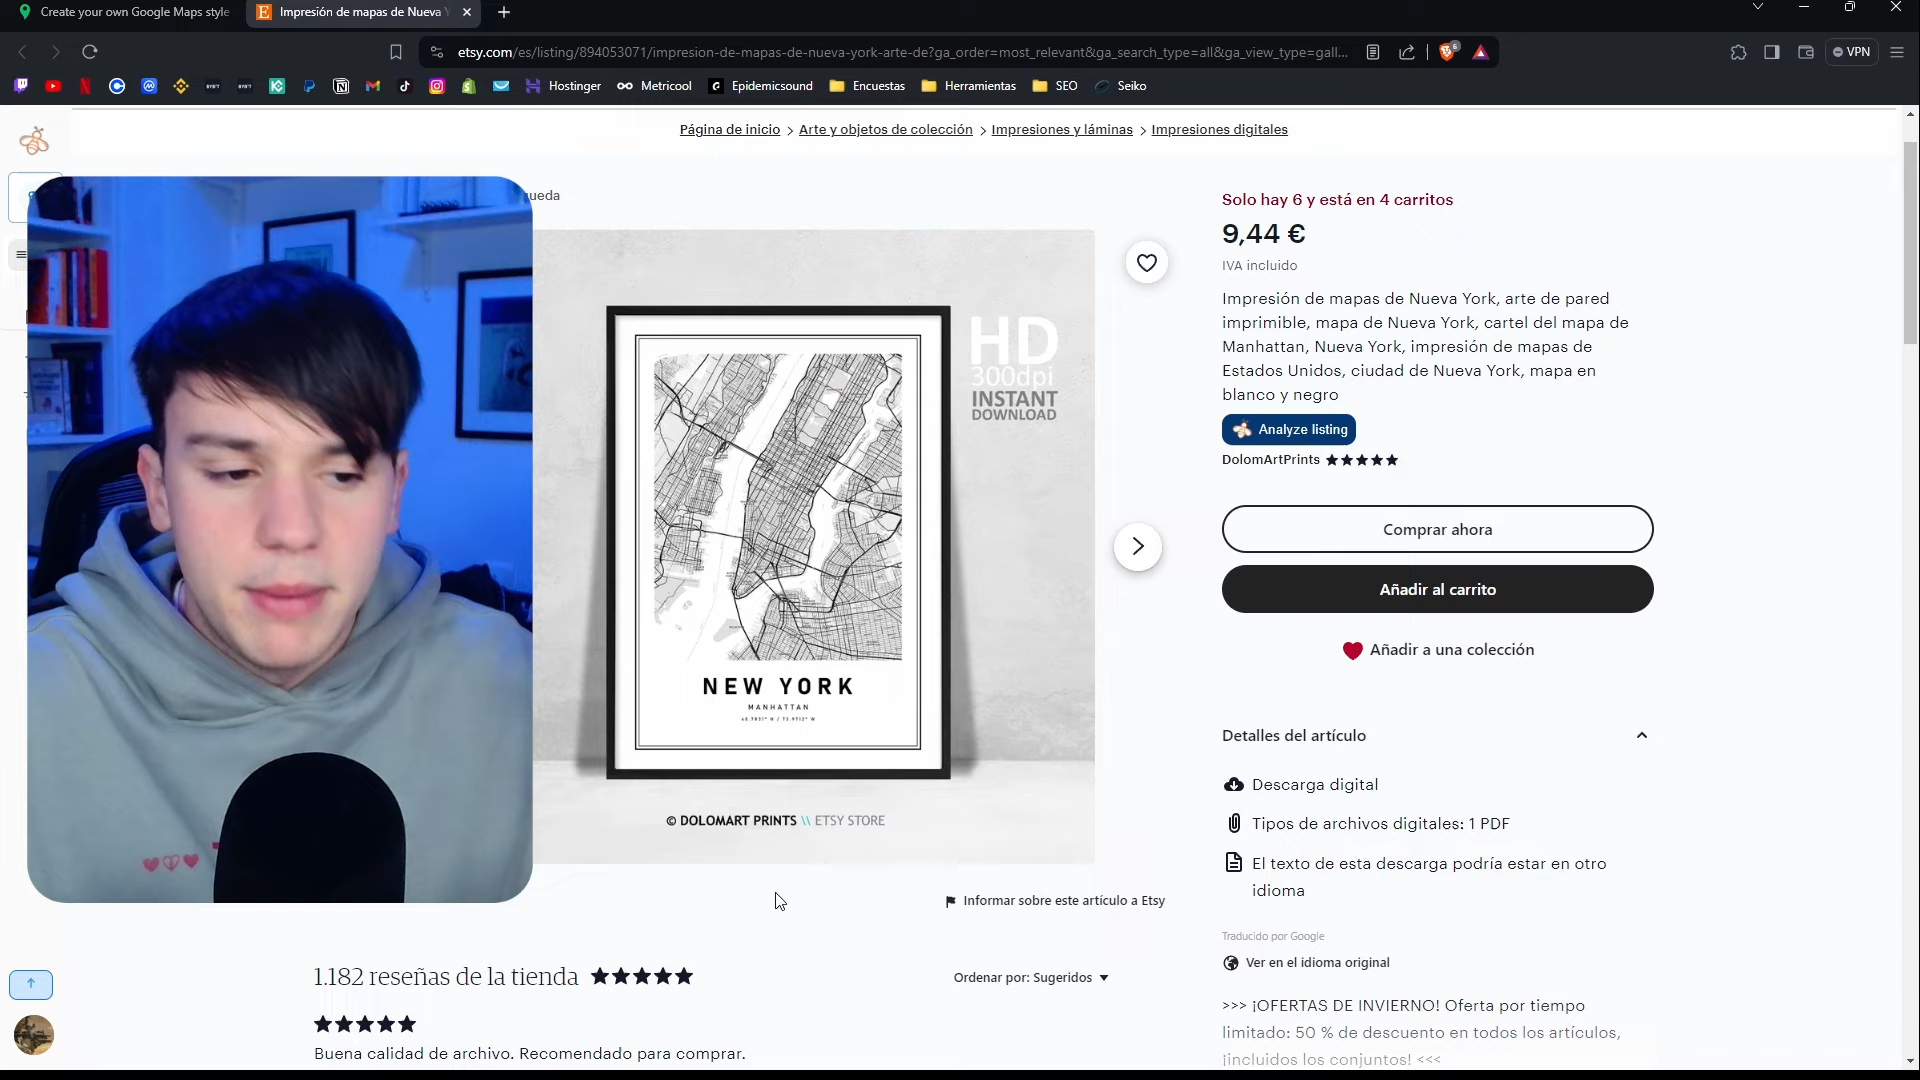 Create your own Google Maps style
Impresión de mapas de Nueva Y
etsy.com/es/listing/894053071/impresion-de-mapas-de-nueva-york-arte-de?ga_order=most_relevant&ga_search_type=all&ga_view_type=gall...
6
VPN
Hostinger
Metricool
Epidemicsound
Encuestas
Herramientas
SEO
Seiko
Página de inicio > Arte y objetos de colección > Impresiones y láminas > Impresiones digitales
ueda
HD
300dpi
INSTANT
DOWNLOAD
NEW YORK
MANHATTAN
© DOLOMART PRINTS \\ ETSY STORE
Informar sobre este artículo a Etsy
Solo hay 6 y está en 4 carritos
9,44 €
IVA incluido
Impresión de mapas de Nueva York, arte de pared
imprimible, mapa de Nueva York, cartel del mapa de
Manhattan, Nueva York, impresión de mapas de
Estados Unidos, ciudad de Nueva York, mapa en
blanco y negro
Analyze listing
DolomArtPrints ★★★★★
Comprar ahora
Añadir al carrito
Añadir a una colección
Detalles del artículo
Descarga digital
Tipos de archivos digitales: 1 PDF
El texto de esta descarga podría estar en otro
idioma
Traducido por Google
Ver en el idioma original
>>> ¡OFERTAS DE INVIERNO! Oferta por tiempo
limitado: 50 % de descuento en todos los artículos,
¡incluidos los conjuntos! <<<
1.182 reseñas de la tienda ★★★★★
Ordenar por: Sugeridos
★★★★★
Buena calidad de archivo. Recomendado para comprar.